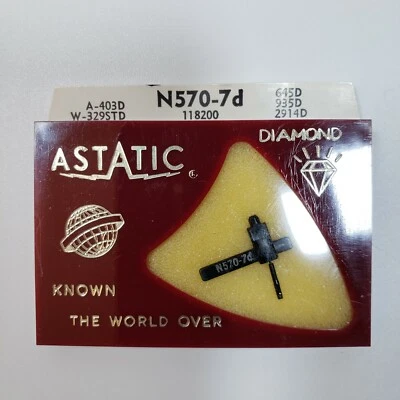 A-403D N570-7d 645D
W-329STD 118200 935D
2914D
ASTATIC ®
DIAMOND
N570-7d
KNOWN
THE WORLD OVER